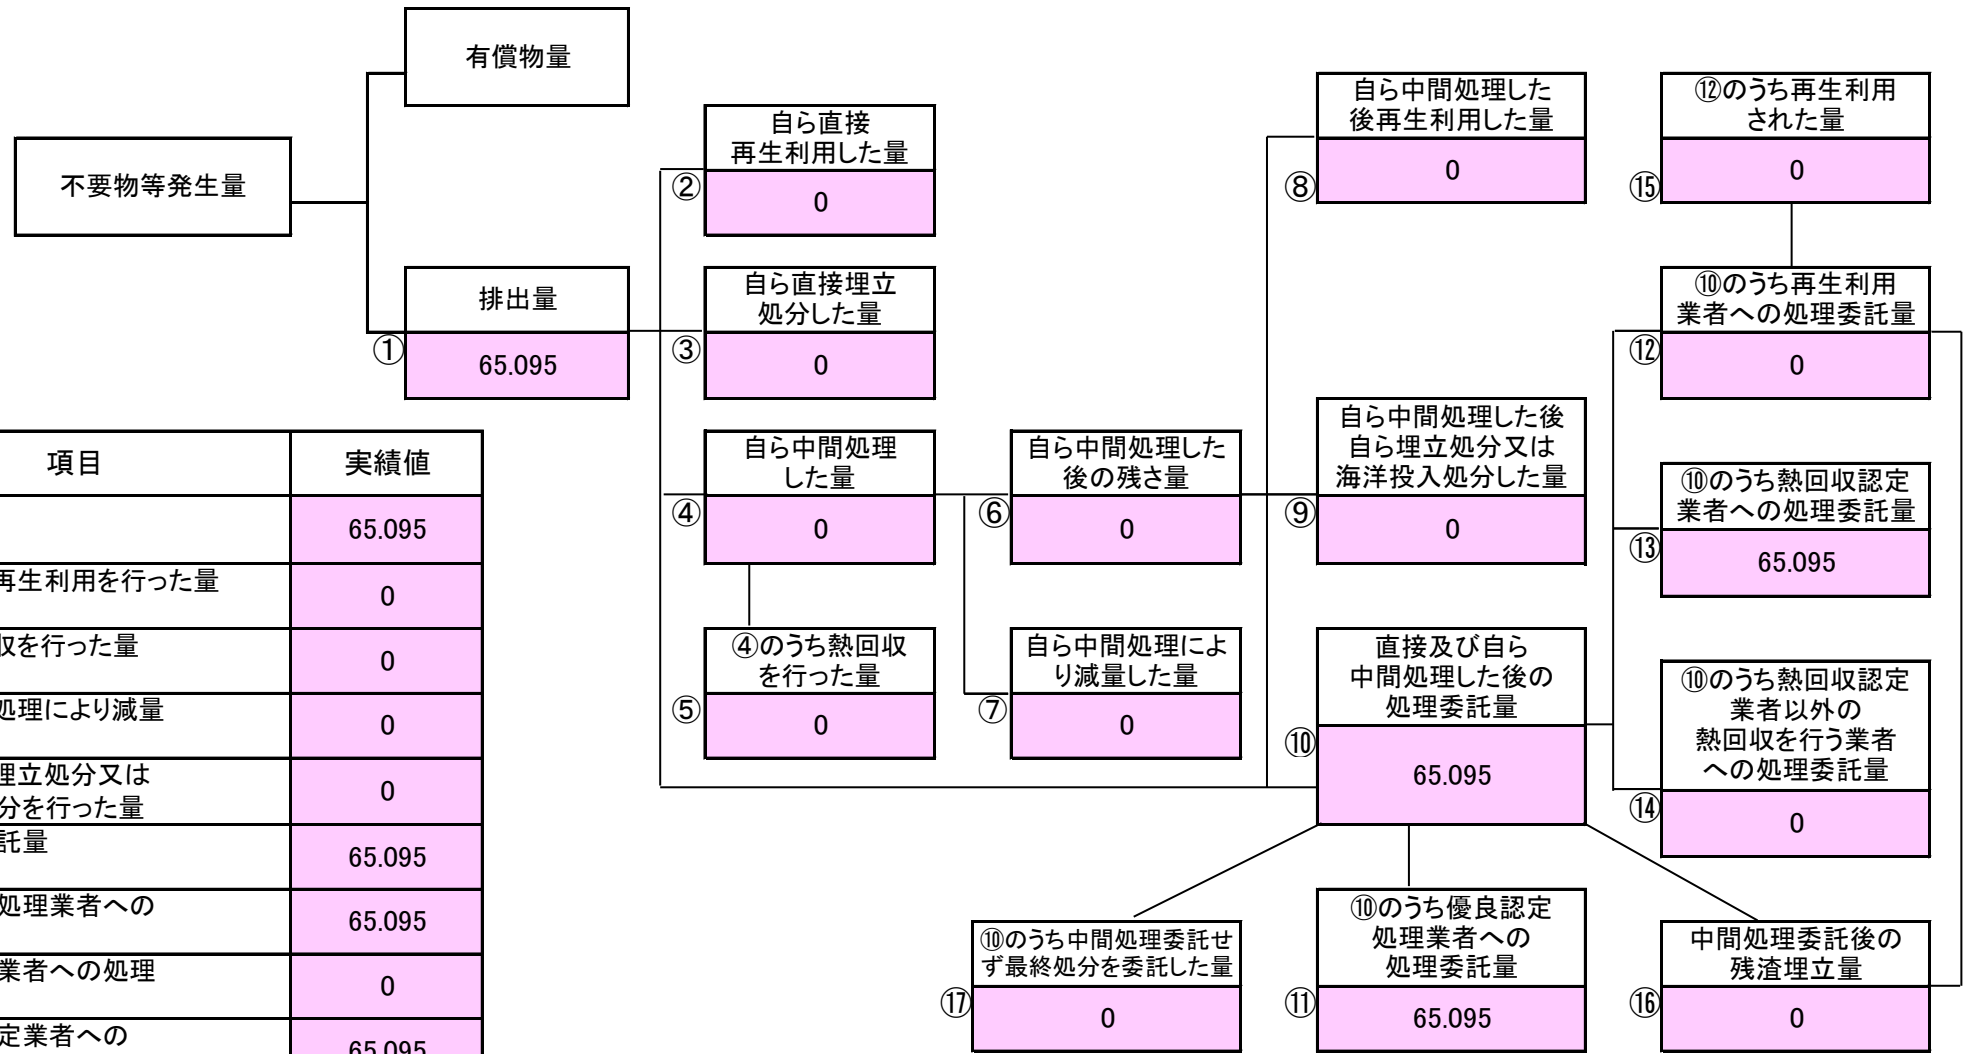 有償物量
不要物等発生量
排出量
①
65.095
自ら直接
再生利用した量
②
0
自ら直接埋立
処分した量
③
0
自ら中間処理
した量
④
0
④のうち熱回収
を行った量
⑤
0
自ら中間処理した
後の残さ量
⑥
0
自ら中間処理によ
り減量した量
⑦
0
自ら中間処理した
後再生利用した量
⑧
0
自ら中間処理した後
自ら埋立処分又は
海洋投入処分した量
⑨
0
直接及び自ら
中間処理した後の
処理委託量
⑩
65.095
⑫のうち再生利用
された量
⑮
0
⑩のうち再生利用
業者への処理委託量
⑫
0
⑩のうち熱回収認定
業者への処理委託量
⑬
65.095
⑩のうち熱回収認定
業者以外の
熱回収を行う業者
への処理委託量
⑭
0
⑩のうち中間処理委託せ
ず最終処分を委託した量
⑰
0
⑩のうち優良認定
処理業者への
処理委託量
⑪
65.095
中間処理委託後の
残渣埋立量
⑯
0
項目 実績値
65.095
再生利用を行った量
0
収を行った量
0
処理により減量
0
埋立処分又は
分を行った量
0
託量
65.095
処理業者への
65.095
業者への処理
0
定業者への
65.095